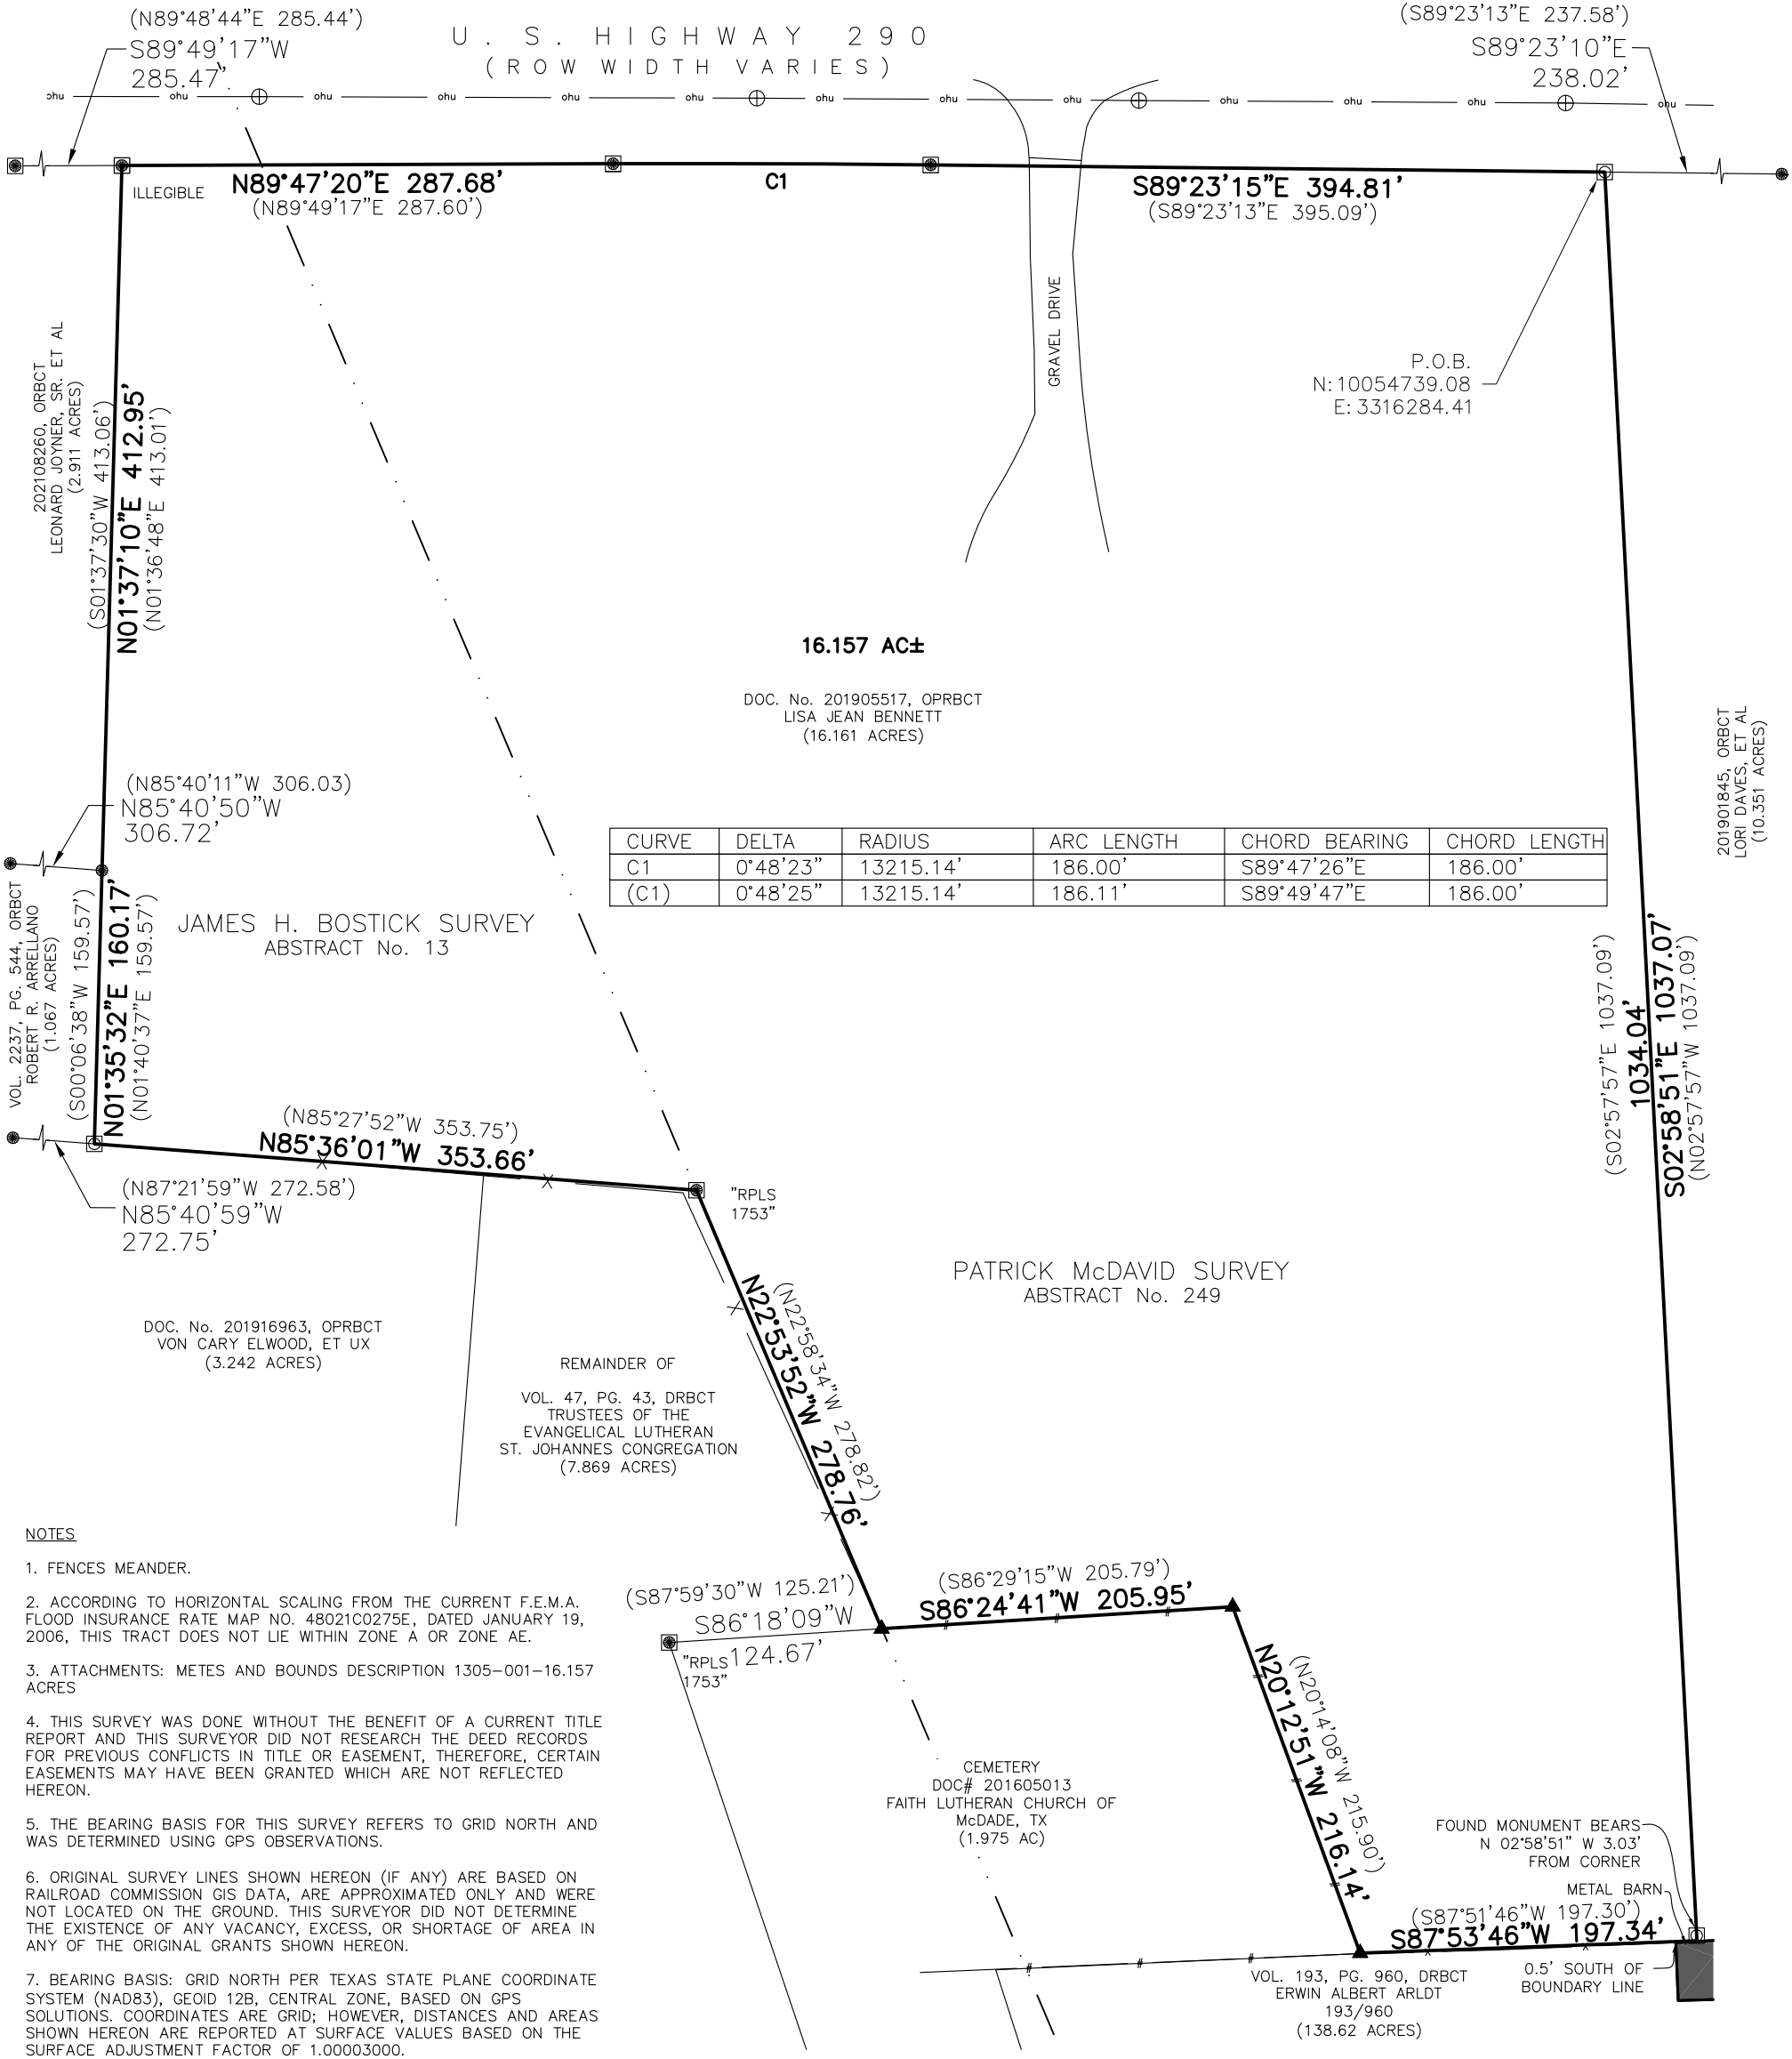 (N89°48'44"E 285.44')
S89°49'17"W
285.47'
U. S. HIGHWAY 290
(ROW WIDTH VARIES)
(S89°23'13"E 237.58')
S89°23'10"E
238.02'
ohu ohu ohu ohu ohu ohu ohu ohu ohu ohu ohu ohu ohu ohu
ILLEGIBLE
N89°47'20"E 287.68'
(N89°49'17"E 287.60')
C1
S89°23'15"E 394.81'
(S89°23'13"E 395.09')
GRAVEL DRIVE
P.O.B.
N:10054739.08
E:3316284.41
202108260, ORBCT
LEONARD JOYNER, SR. ET AL
(2.911 ACRES)
(S01°37'30"W 413.06')
N01°37'10"E 412.95'
(N01°36'48"E 413.01')
16.157 AC±
DOC. No. 201905517, OPRBCT
LISA JEAN BENNETT
(16.161 ACRES)
201901845, ORBCT
LORI DAVES, ET AL
(10.351 ACRES)
(N85°40'11"W 306.03)
N85°40'50"W
306.72'
CURVE DELTA RADIUS ARC LENGTH CHORD BEARING CHORD LENGTH
C1 0°48'23" 13215.14' 186.00' S89°47'26"E 186.00'
(C1) 0°48'25" 13215.14' 186.11' S89°49'47"E 186.00'
VOL. 2237, PG. 544, ORBCT
ROBERT R. ARRELLANO
(1.067 ACRES)
(S00°06'38"W 159.57')
N01°35'32"E 160.17'
(N01°40'37"E 159.57')
JAMES H. BOSTICK SURVEY
ABSTRACT No. 13
(S02°57'57"E 1037.09')
1034.04'
S02°58'51"E 1037.07'
(N02°57'57"W 1037.09')
(N85°27'52"W 353.75')
N85°36'01"W 353.66'
(N87°21'59"W 272.58')
N85°40'59"W
272.75'
"RPLS
1753"
PATRICK McDAVID SURVEY
ABSTRACT No. 249
DOC. No. 201916963, OPRBCT
VON CARY ELWOOD, ET UX
(3.242 ACRES)
REMAINDER OF
VOL. 47, PG. 43, DRBCT
TRUSTEES OF THE
EVANGELICAL LUTHERAN
ST. JOHANNES CONGREGATION
(7.869 ACRES)
(N22°58'34"W 278.82')
N22°53'52"W 278.76'
(S87°59'30"W 125.21')
S86°18'09"W
124.67'
"RPLS
1753"
(S86°29'15"W 205.79')
S86°24'41"W 205.95'
(N20°14'08"W 215.90')
N20°12'51"W 216.14'
CEMETERY
DOC# 201605013
FAITH LUTHERAN CHURCH OF
McDADE, TX
(1.975 AC)
FOUND MONUMENT BEARS
N 02°58'51" W 3.03'
FROM CORNER
METAL BARN
(S87°51'46"W 197.30')
S87°53'46"W 197.34'
0.5' SOUTH OF
BOUNDARY LINE
VOL. 193, PG. 960, DRBCT
ERWIN ALBERT ARLDT
193/960
(138.62 ACRES)
NOTES
1. FENCES MEANDER.
2. ACCORDING TO HORIZONTAL SCALING FROM THE CURRENT F.E.M.A.
FLOOD INSURANCE RATE MAP NO. 48021C0275E, DATED JANUARY 19,
2006, THIS TRACT DOES NOT LIE WITHIN ZONE A OR ZONE AE.
3. ATTACHMENTS: METES AND BOUNDS DESCRIPTION 1305-001-16.157
ACRES
4. THIS SURVEY WAS DONE WITHOUT THE BENEFIT OF A CURRENT TITLE
REPORT AND THIS SURVEYOR DID NOT RESEARCH THE DEED RECORDS
FOR PREVIOUS CONFLICTS IN TITLE OR EASEMENT, THEREFORE, CERTAIN
EASEMENTS MAY HAVE BEEN GRANTED WHICH ARE NOT REFLECTED
HEREON.
5. THE BEARING BASIS FOR THIS SURVEY REFERS TO GRID NORTH AND
WAS DETERMINED USING GPS OBSERVATIONS.
6. ORIGINAL SURVEY LINES SHOWN HEREON (IF ANY) ARE BASED ON
RAILROAD COMMISSION GIS DATA, ARE APPROXIMATED ONLY AND WERE
NOT LOCATED ON THE GROUND. THIS SURVEYOR DID NOT DETERMINE
THE EXISTENCE OF ANY VACANCY, EXCESS, OR SHORTAGE OF AREA IN
ANY OF THE ORIGINAL GRANTS SHOWN HEREON.
7. BEARING BASIS: GRID NORTH PER TEXAS STATE PLANE COORDINATE
SYSTEM (NAD83), GEOID 12B, CENTRAL ZONE, BASED ON GPS
SOLUTIONS. COORDINATES ARE GRID; HOWEVER, DISTANCES AND AREAS
SHOWN HEREON ARE REPORTED AT SURFACE VALUES BASED ON THE
SURFACE ADJUSTMENT FACTOR OF 1.00003000.